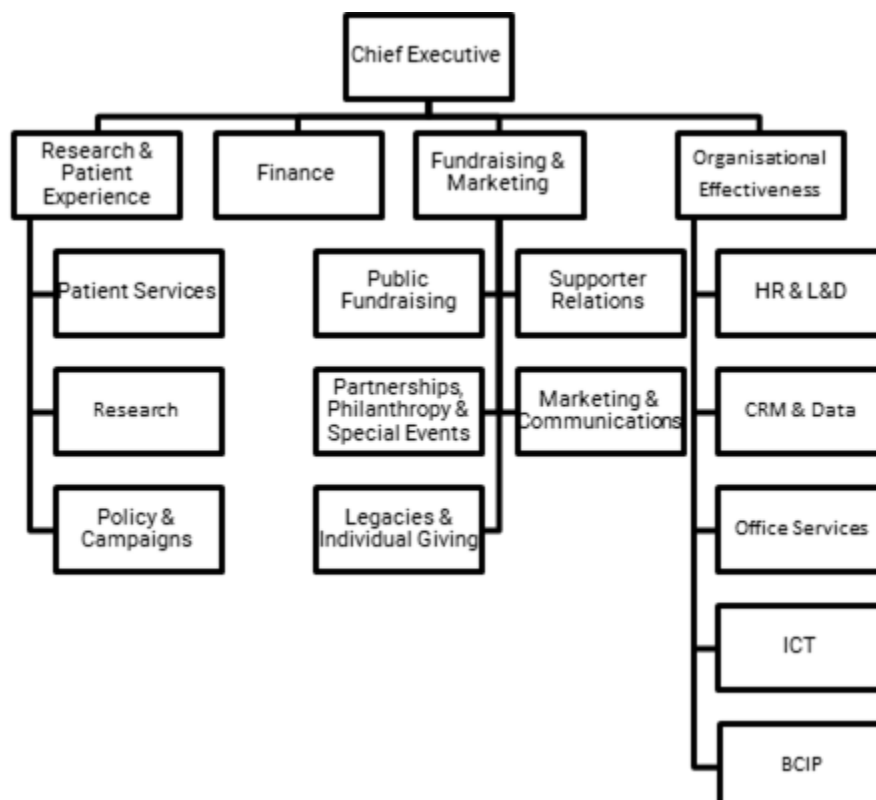 Chief Executive
Research &
Patient
Experience
Finance
Fundraising &
Marketing
Organisational
Effectiveness
Patient Services
Research
Policy &
Campaigns
Public
Fundraising
Partnerships,
Philanthropy &
Special Events
Legacies &
Individual Giving
Supporter
Relations
Marketing &
Communications
HR & L&D
CRM & Data
Office Services
ICT
BCIP